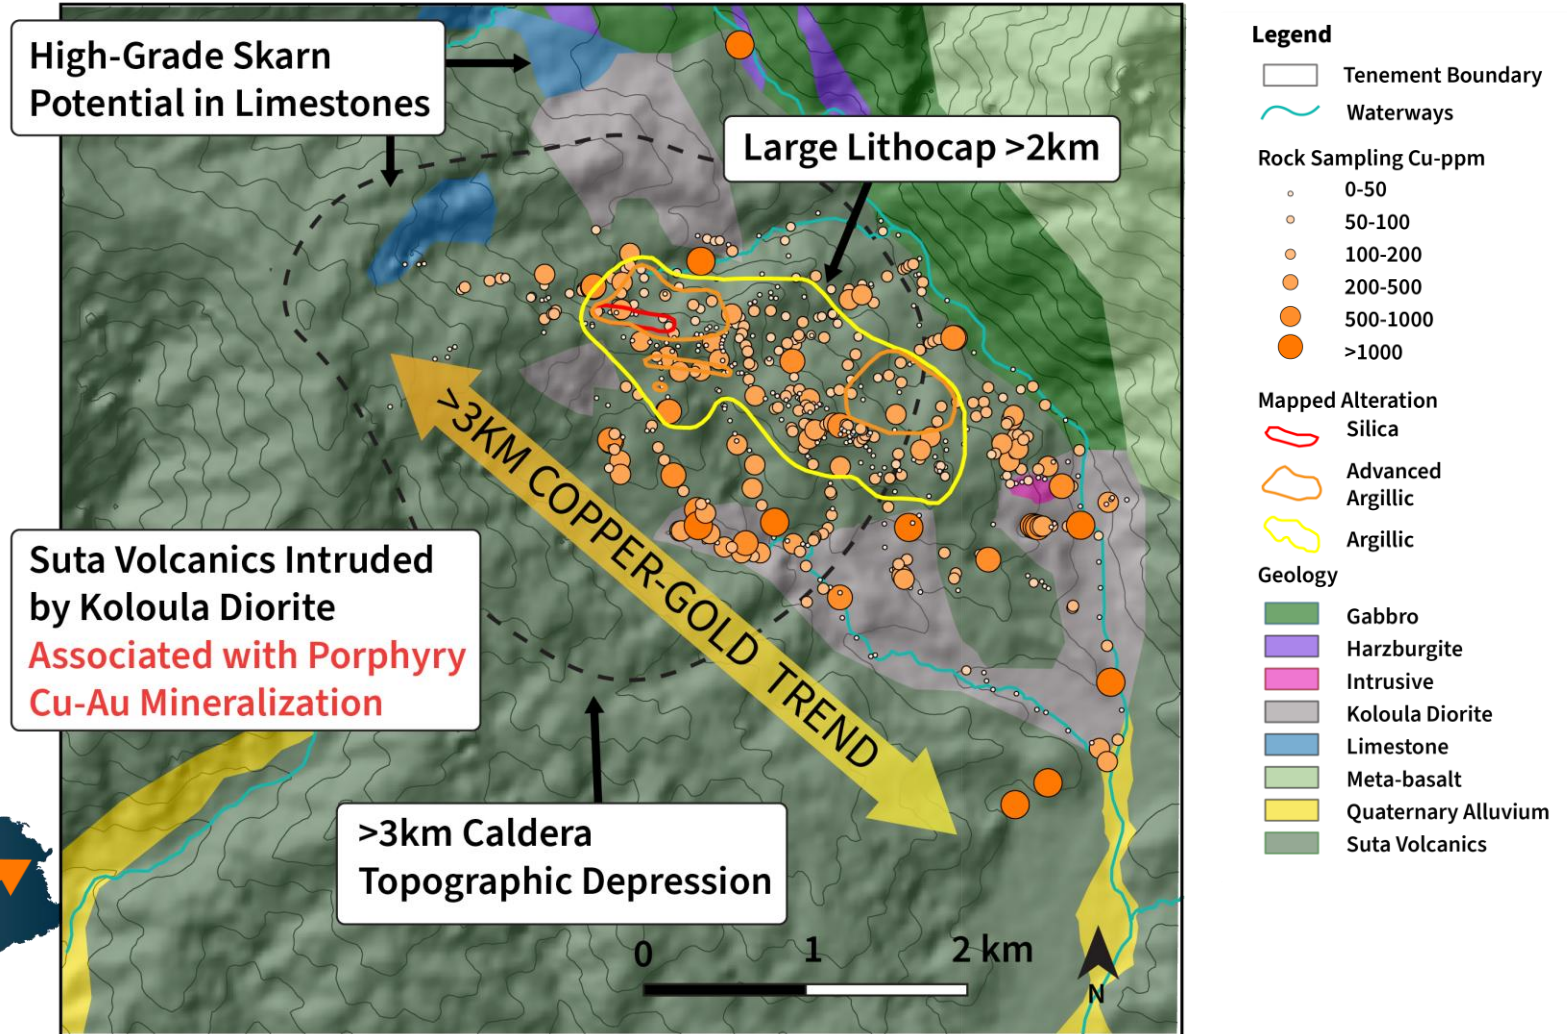 High-Grade Skarn
Potential in Limestones
Large Lithocap >2km
>3KM COPPER-GOLD TREND
Suta Volcanics Intruded
by Koloula Diorite
Associated with Porphyry
Cu-Au Mineralization
>3km Caldera
Topographic Depression
0 1 2 km
N
Legend
Tenement Boundary
Waterways
Rock Sampling Cu-ppm
0-50
50-100
100-200
200-500
500-1000
>1000
Mapped Alteration
Silica
Advanced
Argillic
Argillic
Geology
Gabbro
Harzburgite
Intrusive
Koloula Diorite
Limestone
Meta-basalt
Quaternary Alluvium
Suta Volcanics